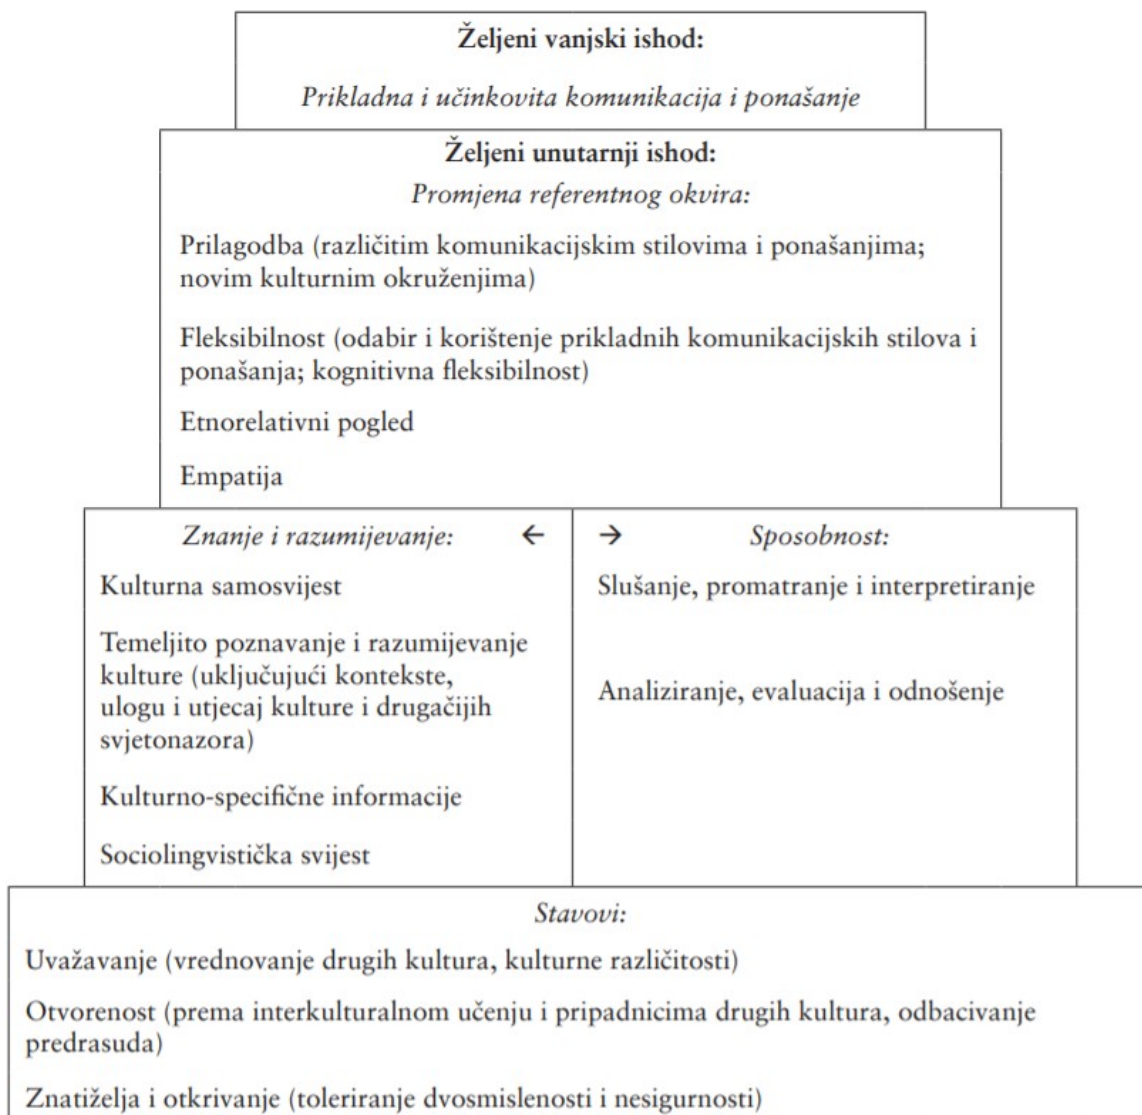 Željeni vanjski ishod:
Prikladna i učinkovita komunikacija i ponašanje
Željeni unutarnji ishod:
Promjena referentnog okvira:
Prilagodba (različitim komunikacijskim stilovima i ponašanjima;
novim kulturnim okruženjima)
Fleksibilnost (odabir i korištenje prikladnih komunikacijskih stilova i
ponašanja; kognitivna fleksibilnost)
Etnorelativni pogled
Empatija
Znanje i razumijevanje: ←
Kulturna samosvijest
Temeljito poznavanje i razumijevanje
kulture (uključujući kontekste,
ulogu i utjecaj kulture i drugačijih
svjetonazora)
Kulturno-specifične informacije
Sociolingvistička svijest
→ Sposobnost:
Slušanje, promatranje i interpretiranje
Analiziranje, evaluacija i odnošenje
Stavovi:
Uvažavanje (vrednovanje drugih kultura, kulturne različitosti)
Otvorenost (prema interkulturalnom učenju i pripadnicima drugih kultura, odbacivanje
predrasuda)
Znatiželja i otkrivanje (toleriranje dvosmislenosti i nesigurnosti)